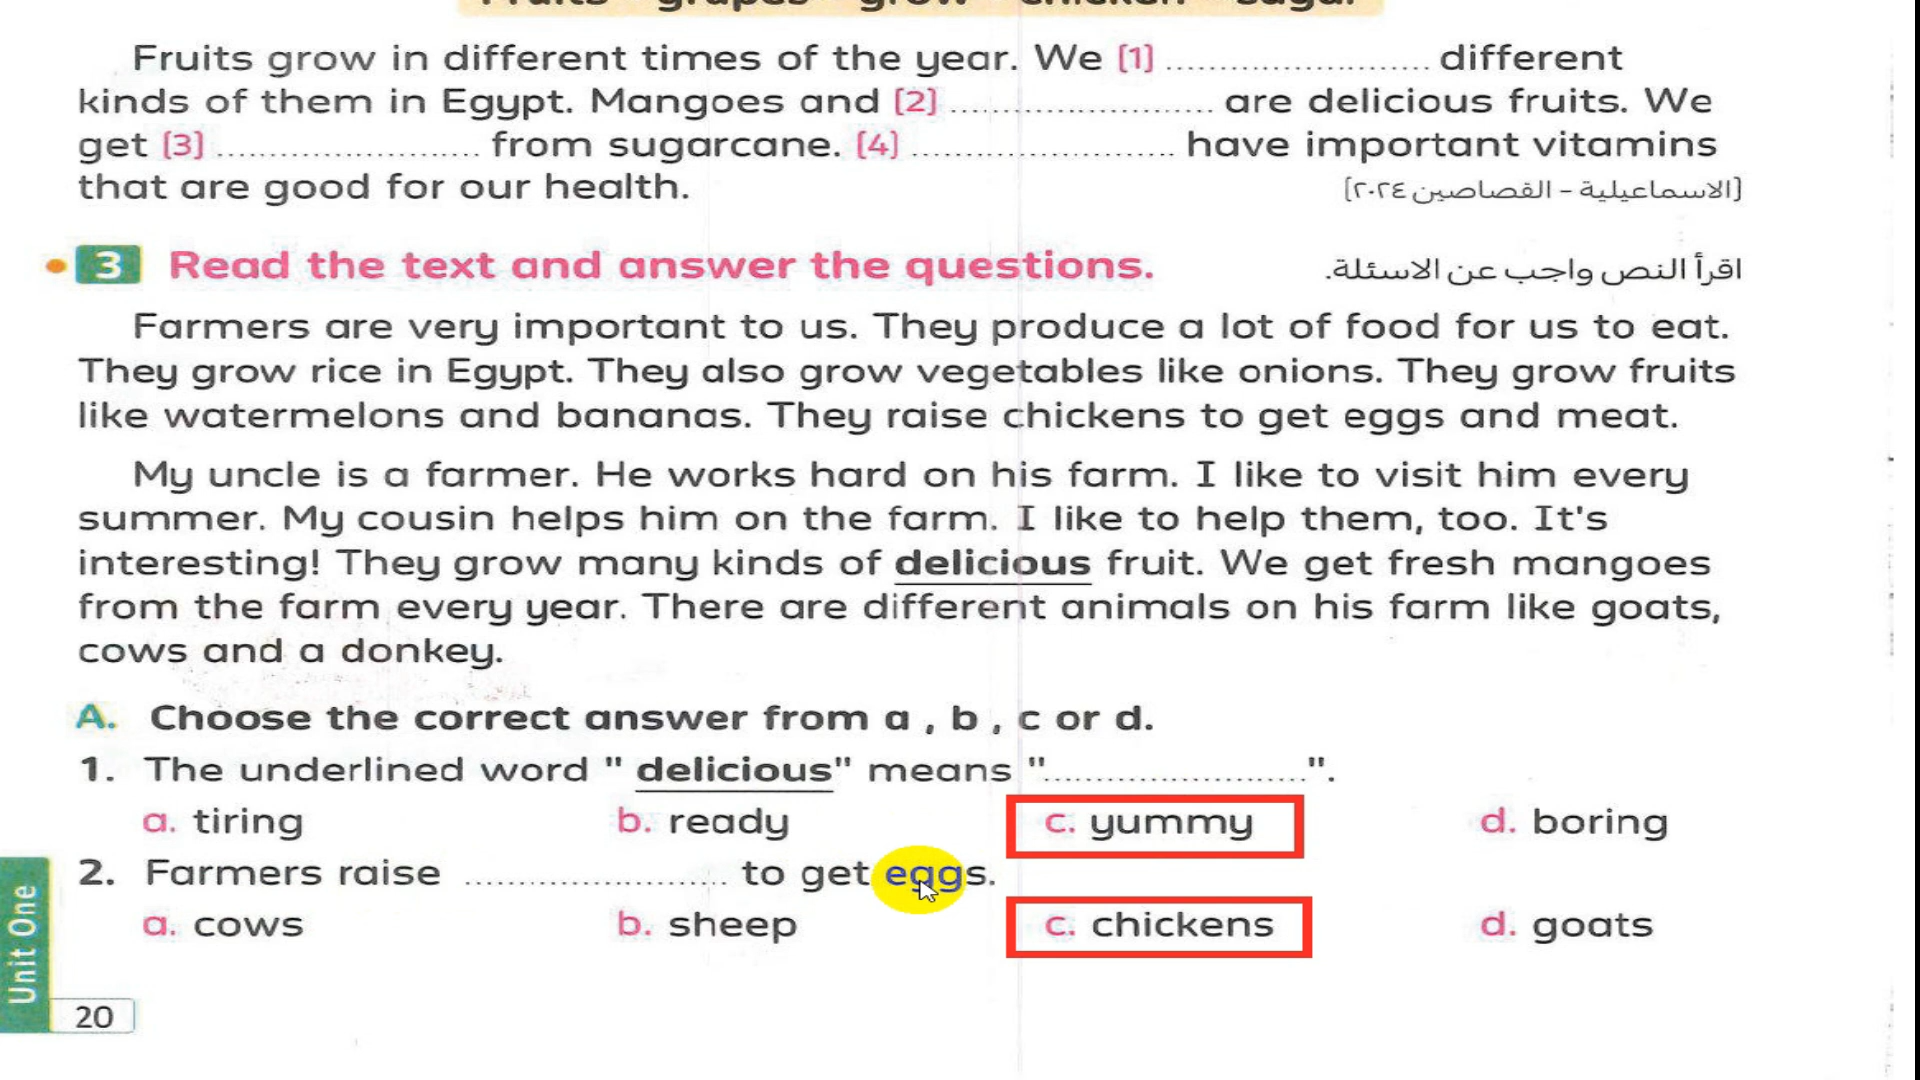 Fruits - grapes - grow - chicken - sugar
Fruits grow in different times of the year. We [1] .......................... different
kinds of them in Egypt. Mangoes and [2] .......................... are delicious fruits. We
get [3] .......................... from sugarcane. [4] .......................... have important vitamins
that are good for our health. [الاسماعيلية - القصاصين ٢٠٢٤]
3 Read the text and answer the questions. اقرأ النص واجب عن الاسئلة.
Farmers are very important to us. They produce a lot of food for us to eat.
They grow rice in Egypt. They also grow vegetables like onions. They grow fruits
like watermelons and bananas. They raise chickens to get eggs and meat.
My uncle is a farmer. He works hard on his farm. I like to visit him every
summer. My cousin helps him on the farm. I like to help them, too. It's
interesting! They grow many kinds of delicious fruit. We get fresh mangoes
from the farm every year. There are different animals on his farm like goats,
cows and a donkey.
A. Choose the correct answer from a , b , c or d.
1. The underlined word " delicious" means "..........................".
a. tiring b. ready c. yummy d. boring
2. Farmers raise .......................... to get eggs.
a. cows b. sheep c. chickens d. goats
Unit One
20